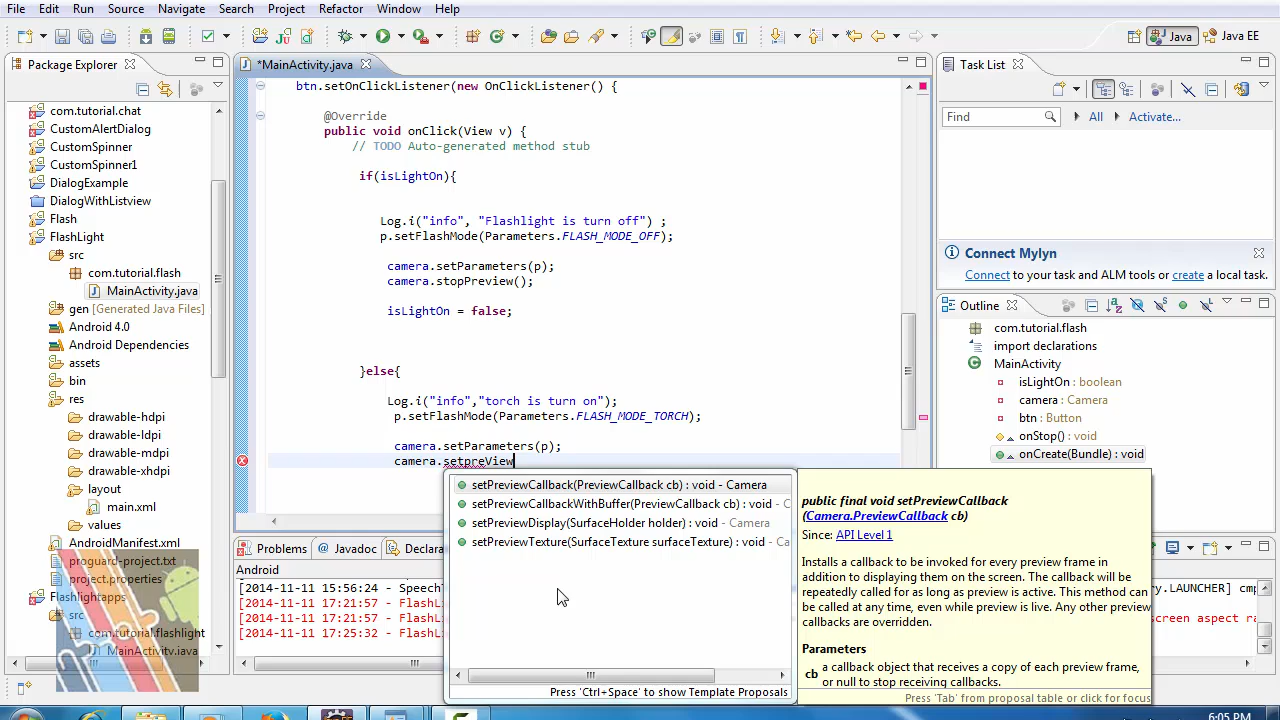 File Edit Run Source Navigate Search Project Refactor Window Help
Java Java EE
Package Explorer
com.tutorial.chat
CustomAlertDialog
CustomSpinner
CustomSpinner1
DialogExample
DialogWithListview
Flash
FlashLight
src
com.tutorial.flash
MainActivity.java
gen [Generated Java Files]
Android 4.0
Android Dependencies
assets
bin
res
drawable-hdpi
drawable-ldpi
drawable-mdpi
drawable-xhdpi
layout
main.xml
values
AndroidManifest.xml
proguard-project.txt
project.properties
Flashlightapps
src
com.tutorial.flashlight
MainActivity.java
*MainActivity.java
btn.setOnClickListener(new OnClickListener() {
@Override
public void onClick(View v) {
// TODO Auto-generated method stub
if(isLightOn){
Log.i("info", "Flashlight is turn off") ;
p.setFlashMode(Parameters.FLASH_MODE_OFF);
camera.setParameters(p);
camera.stopPreview();
isLightOn = false;
}else{
Log.i("info","torch is turn on");
p.setFlashMode(Parameters.FLASH_MODE_TORCH);
camera.setParameters(p);
camera.setpreView
setPreviewCallback(PreviewCallback cb) : void - Camera
setPreviewCallbackWithBuffer(PreviewCallback cb) : void - C
setPreviewDisplay(SurfaceHolder holder) : void - Camera
setPreviewTexture(SurfaceTexture surfaceTexture) : void - Ca
Press 'Ctrl+Space' to show Template Proposals
public final void setPreviewCallback
(Camera.PreviewCallback cb)
Since: API Level 1
Installs a callback to be invoked for every preview frame in
addition to displaying them on the screen. The callback will be
repeatedly called for as long as preview is active. This method can
be called at any time, even while preview is live. Any other preview
callbacks are overridden.
Parameters
cb a callback object that receives a copy of each preview frame,
or null to stop receiving callbacks.
Press 'Tab' from proposal table or click for focus
Problems Javadoc Declara
Android
[2014-11-11 15:56:24 - Speech
[2014-11-11 17:21:57 - FlashLi
[2014-11-11 17:21:57 - FlashLi
[2014-11-11 17:25:32 - FlashLi
ry.LAUNCHER] cmp
screen aspect ra
Task List
Find All Activate...
Connect Mylyn
Connect to your task and ALM tools or create a local task.
Outline
com.tutorial.flash
import declarations
MainActivity
isLightOn : boolean
camera : Camera
btn : Button
onStop() : void
onCreate(Bundle) : void
6:05 PM